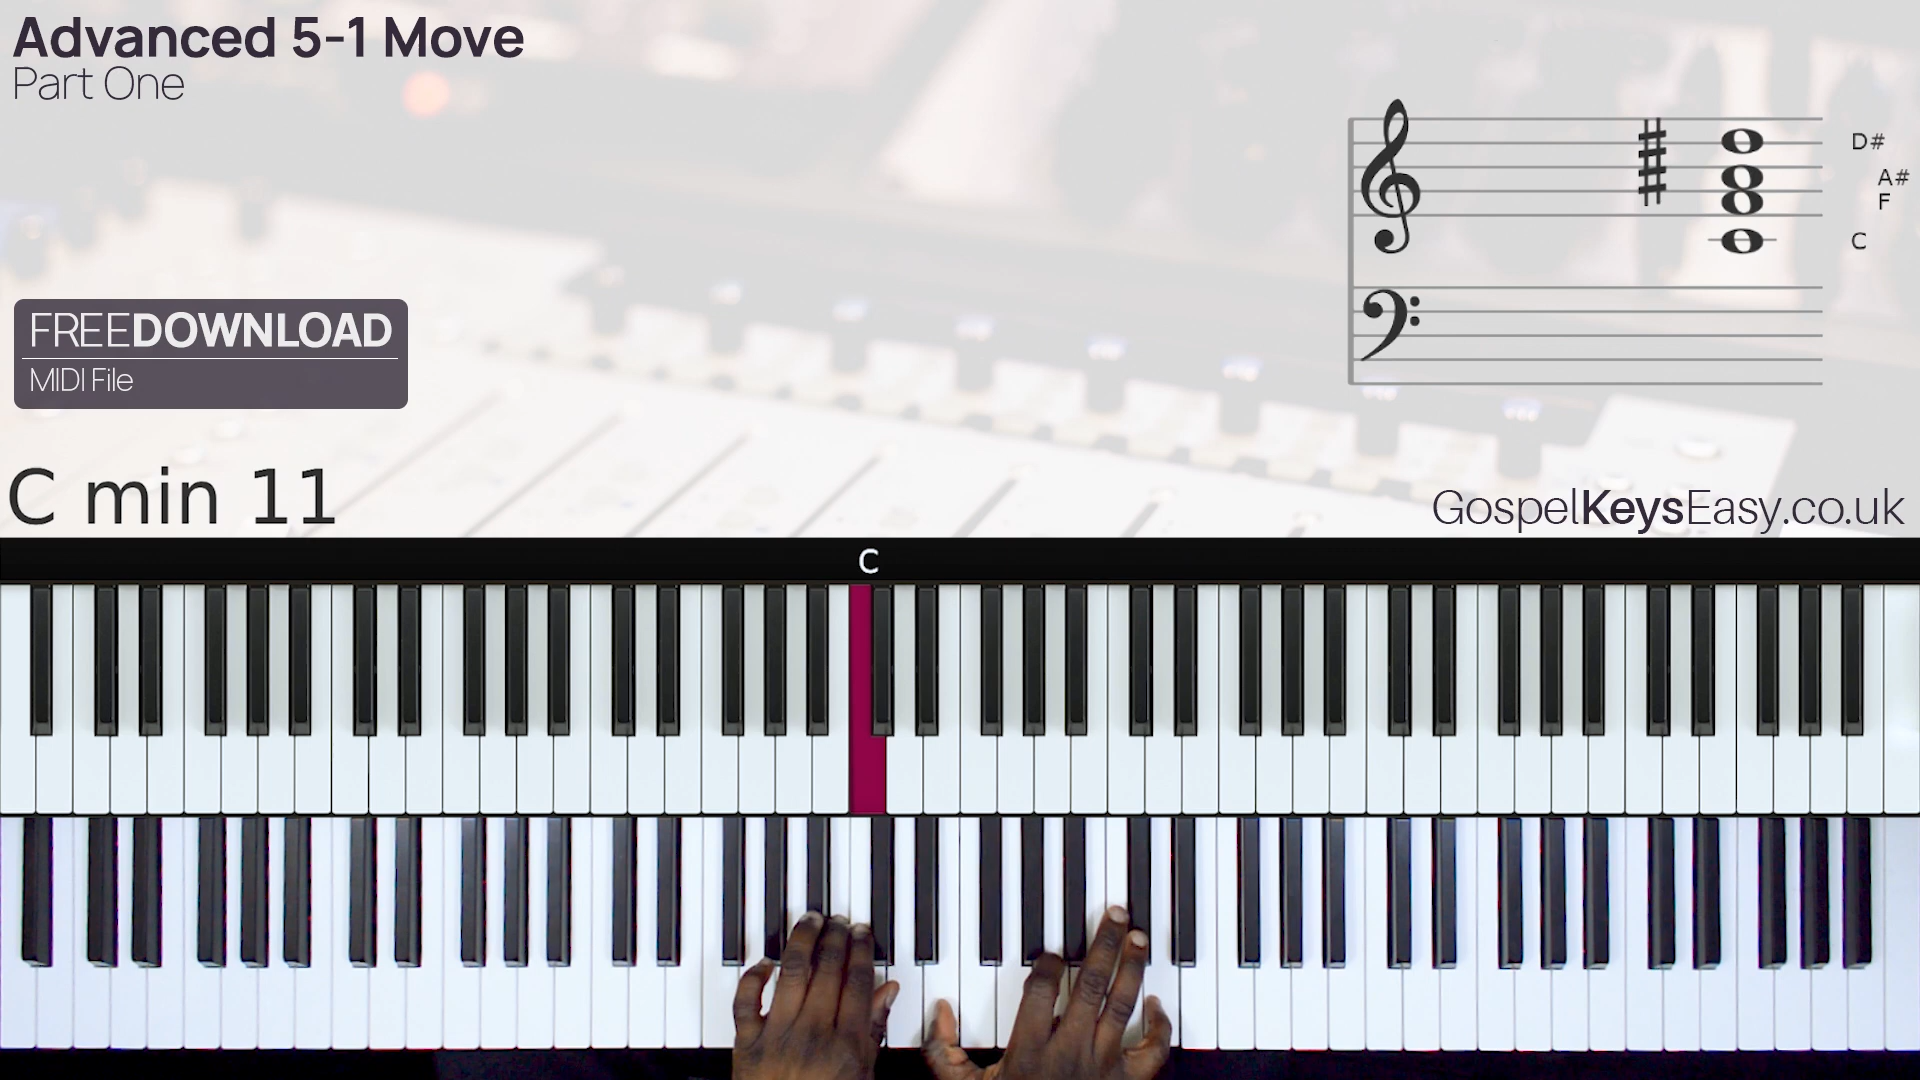 Advanced 5-1 Move
Part One
D#
A#
F
C
FREEDOWNLOAD
MIDI File
C min 11
GospelKeysEasy.co.uk
C